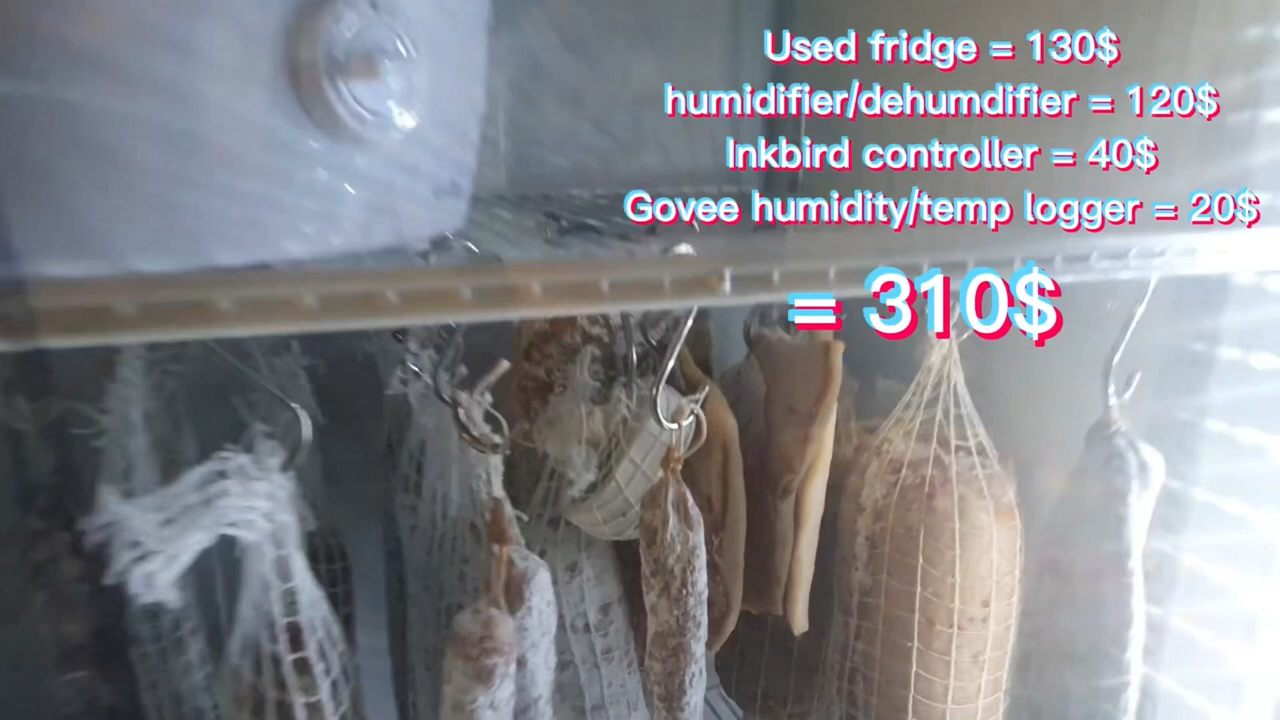 Used fridge = 130$
humidifier/dehumdifier = 120$
Inkbird controller = 40$
Govee humidity/temp logger = 20$
= 310$